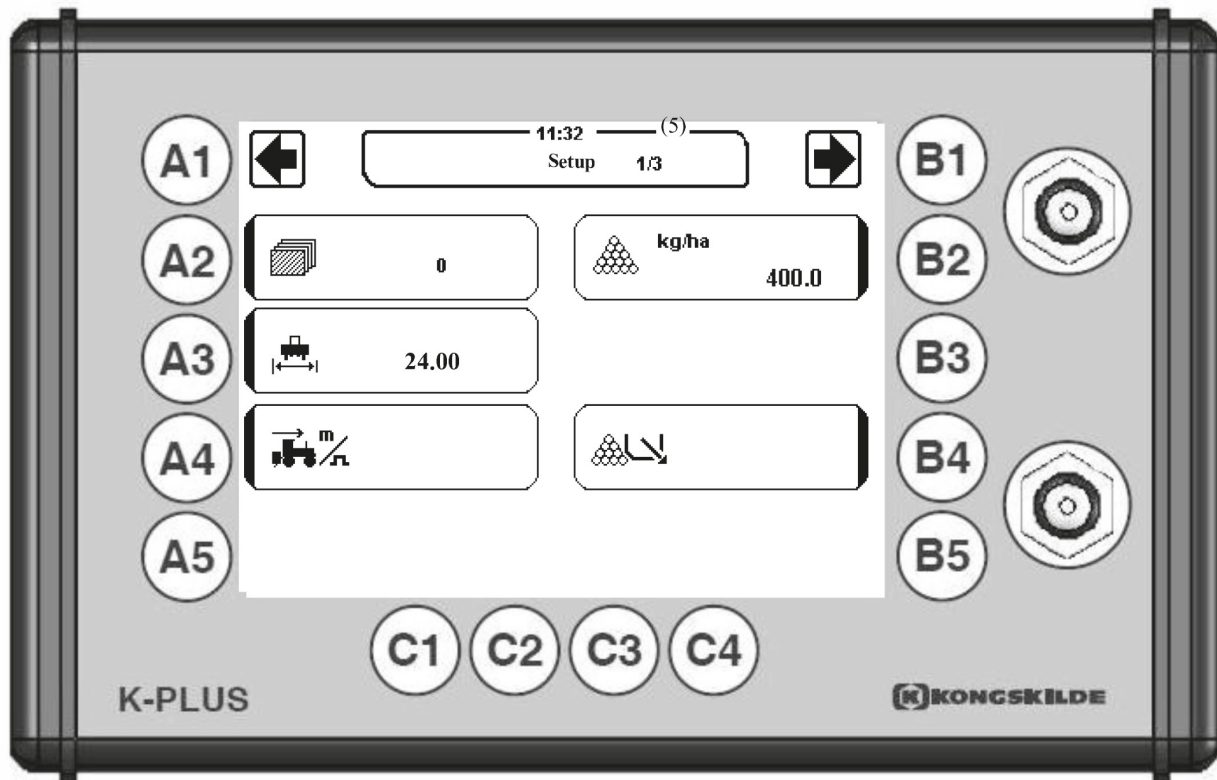 11:32 (5)
Setup 1/3
A1
B1
A2
0
kg/ha
400.0
B2
A3
24.00
B3
A4
m
B4
A5
B5
C1 C2 C3 C4
K-PLUS
K KONGSKILDE